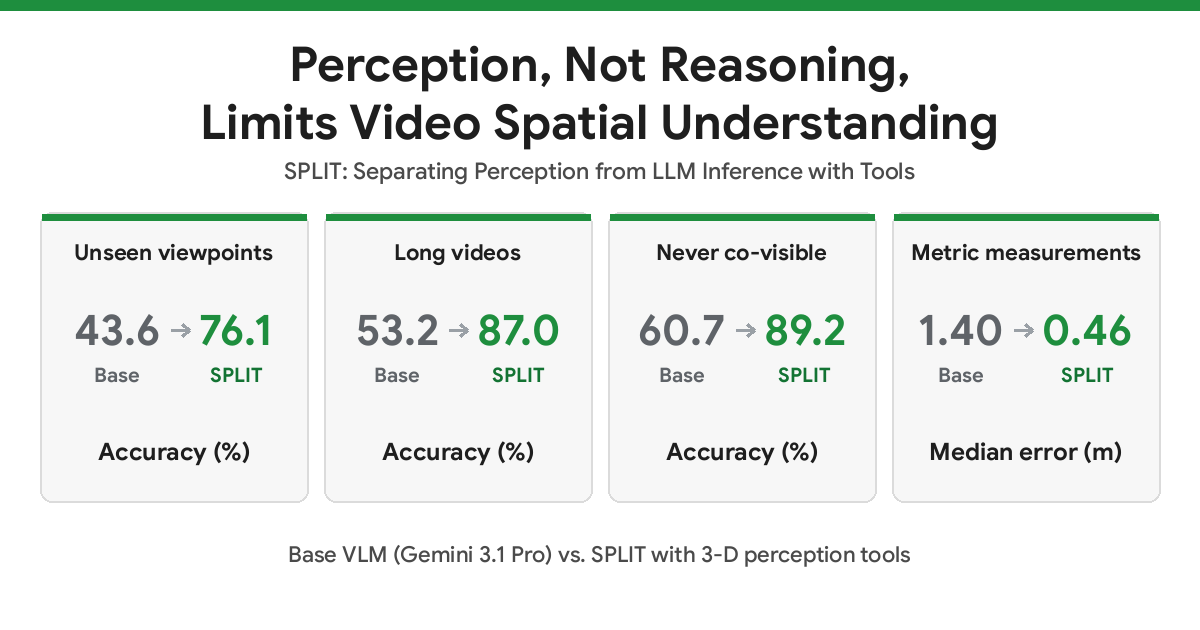 Perception, Not Reasoning,
Limits Video Spatial Understanding
SPLIT: Separating Perception from LLM Inference with Tools
Unseen viewpoints
43.6 → 76.1
Base SPLIT
Accuracy (%)
Long videos
53.2 → 87.0
Base SPLIT
Accuracy (%)
Never co-visible
60.7 → 89.2
Base SPLIT
Accuracy (%)
Metric measurements
1.40 → 0.46
Base SPLIT
Median error (m)
Base VLM (Gemini 3.1 Pro) vs. SPLIT with 3-D perception tools